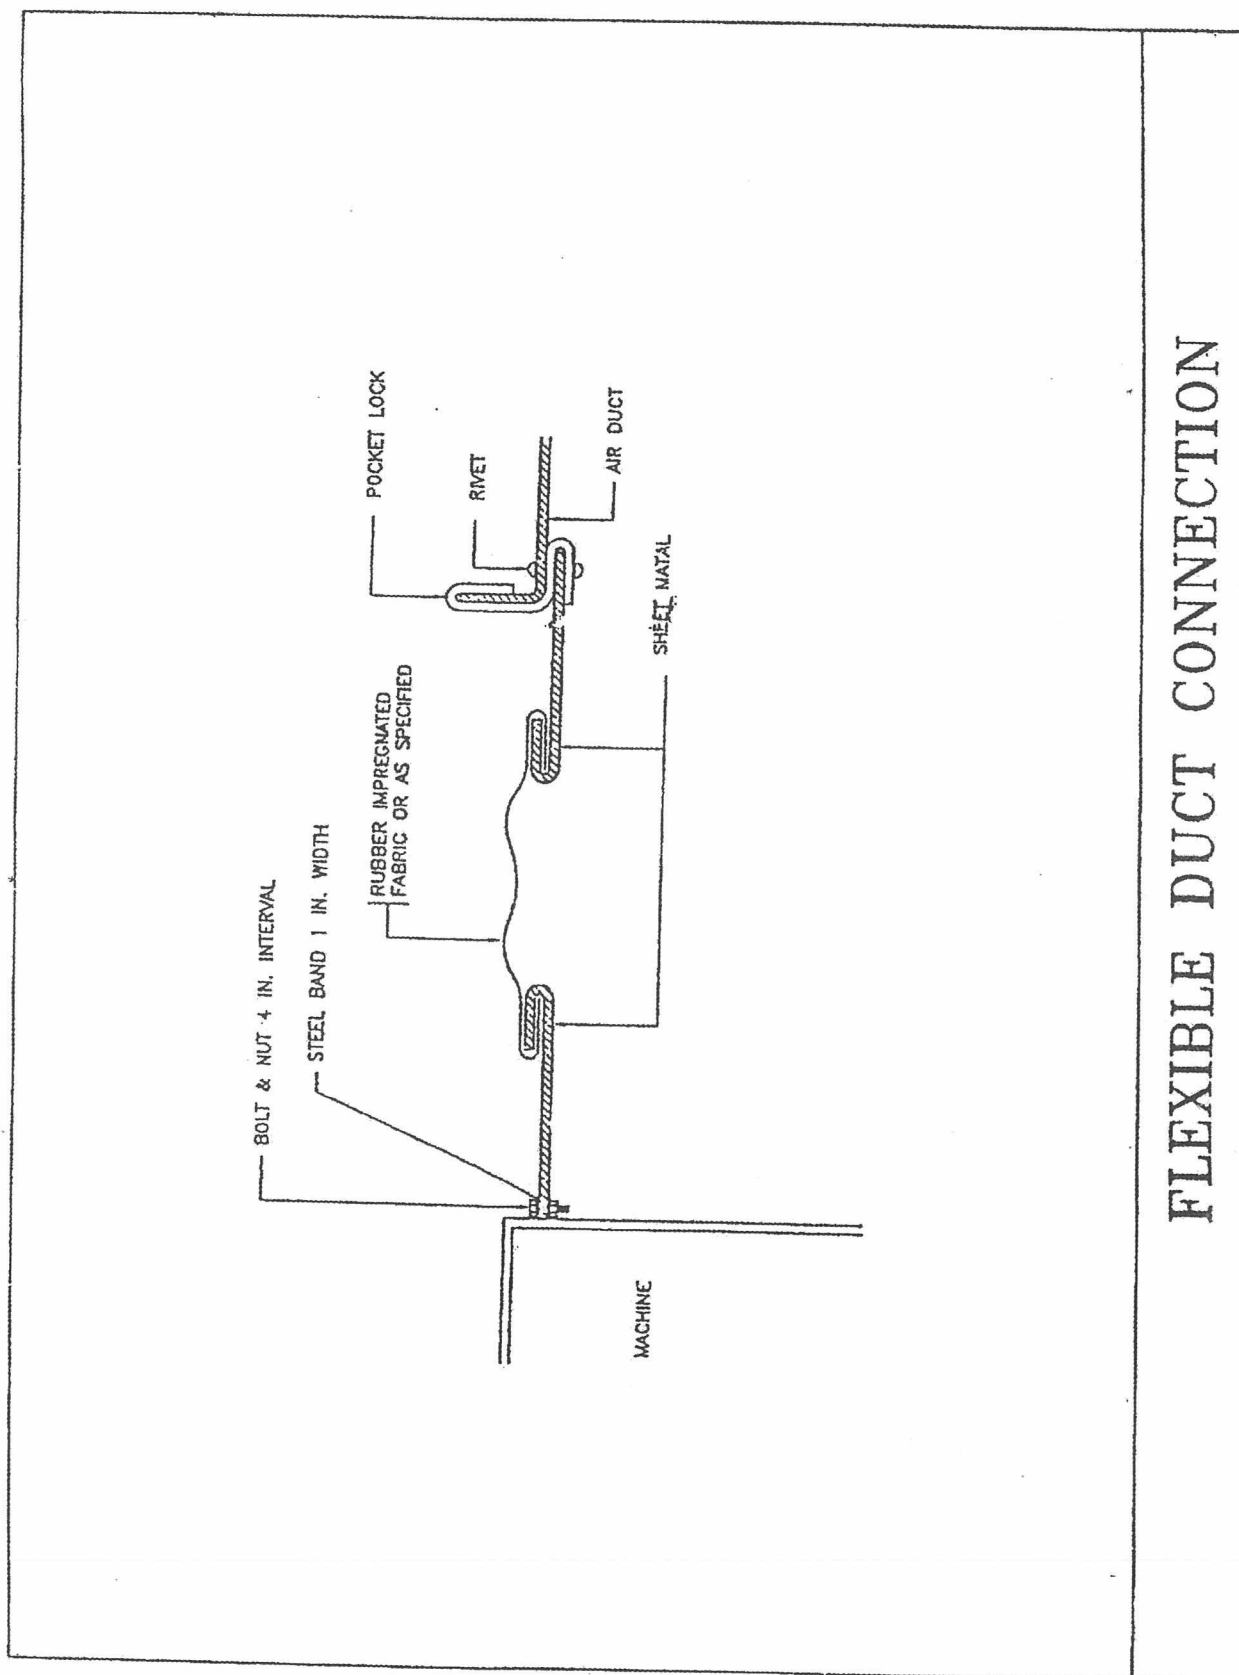 BOLT & NUT 4 IN. INTERVAL
STEEL BAND 1 IN. WIDTH
RUBBER IMPREGNATED
FABRIC OR AS SPECIFIED
POCKET LOCK
RIVET
AIR DUCT
SHEET MATAL
MACHINE
FLEXIBLE DUCT CONNECTION